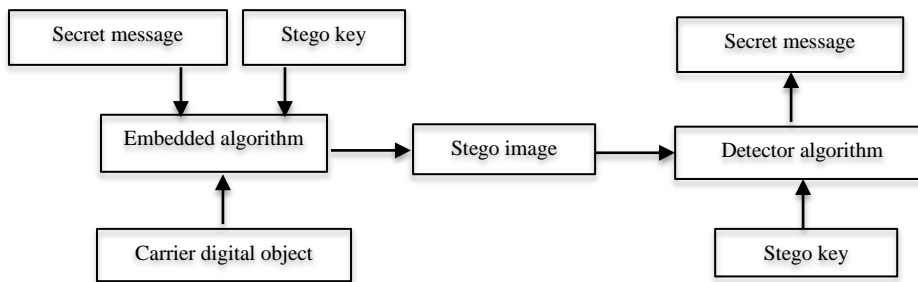 Secret message
Stego key
Secret message
Embedded algorithm
Stego image
Detector algorithm
Carrier digital object
Stego key